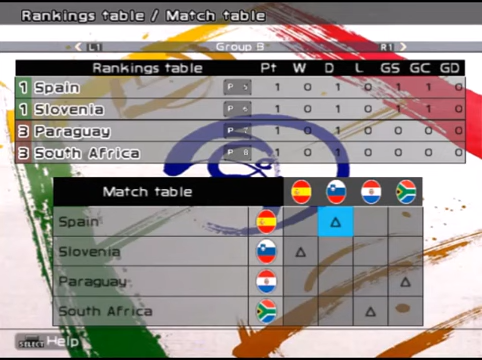 Rankings table / Match table
L1 Group 9 R1
Rankings table Pt W D L GS GC GD
1 Spain P 1 0 1 0 1 1 0
1 Slovenia P 1 0 1 0 1 1 0
3 Paraguay P 1 0 1 0 0 0 0
3 South Africa P 1 0 1 0 0 0 0
Match table
Spain △
Slovenia △
Paraguay △
South Africa △
SELECT Help